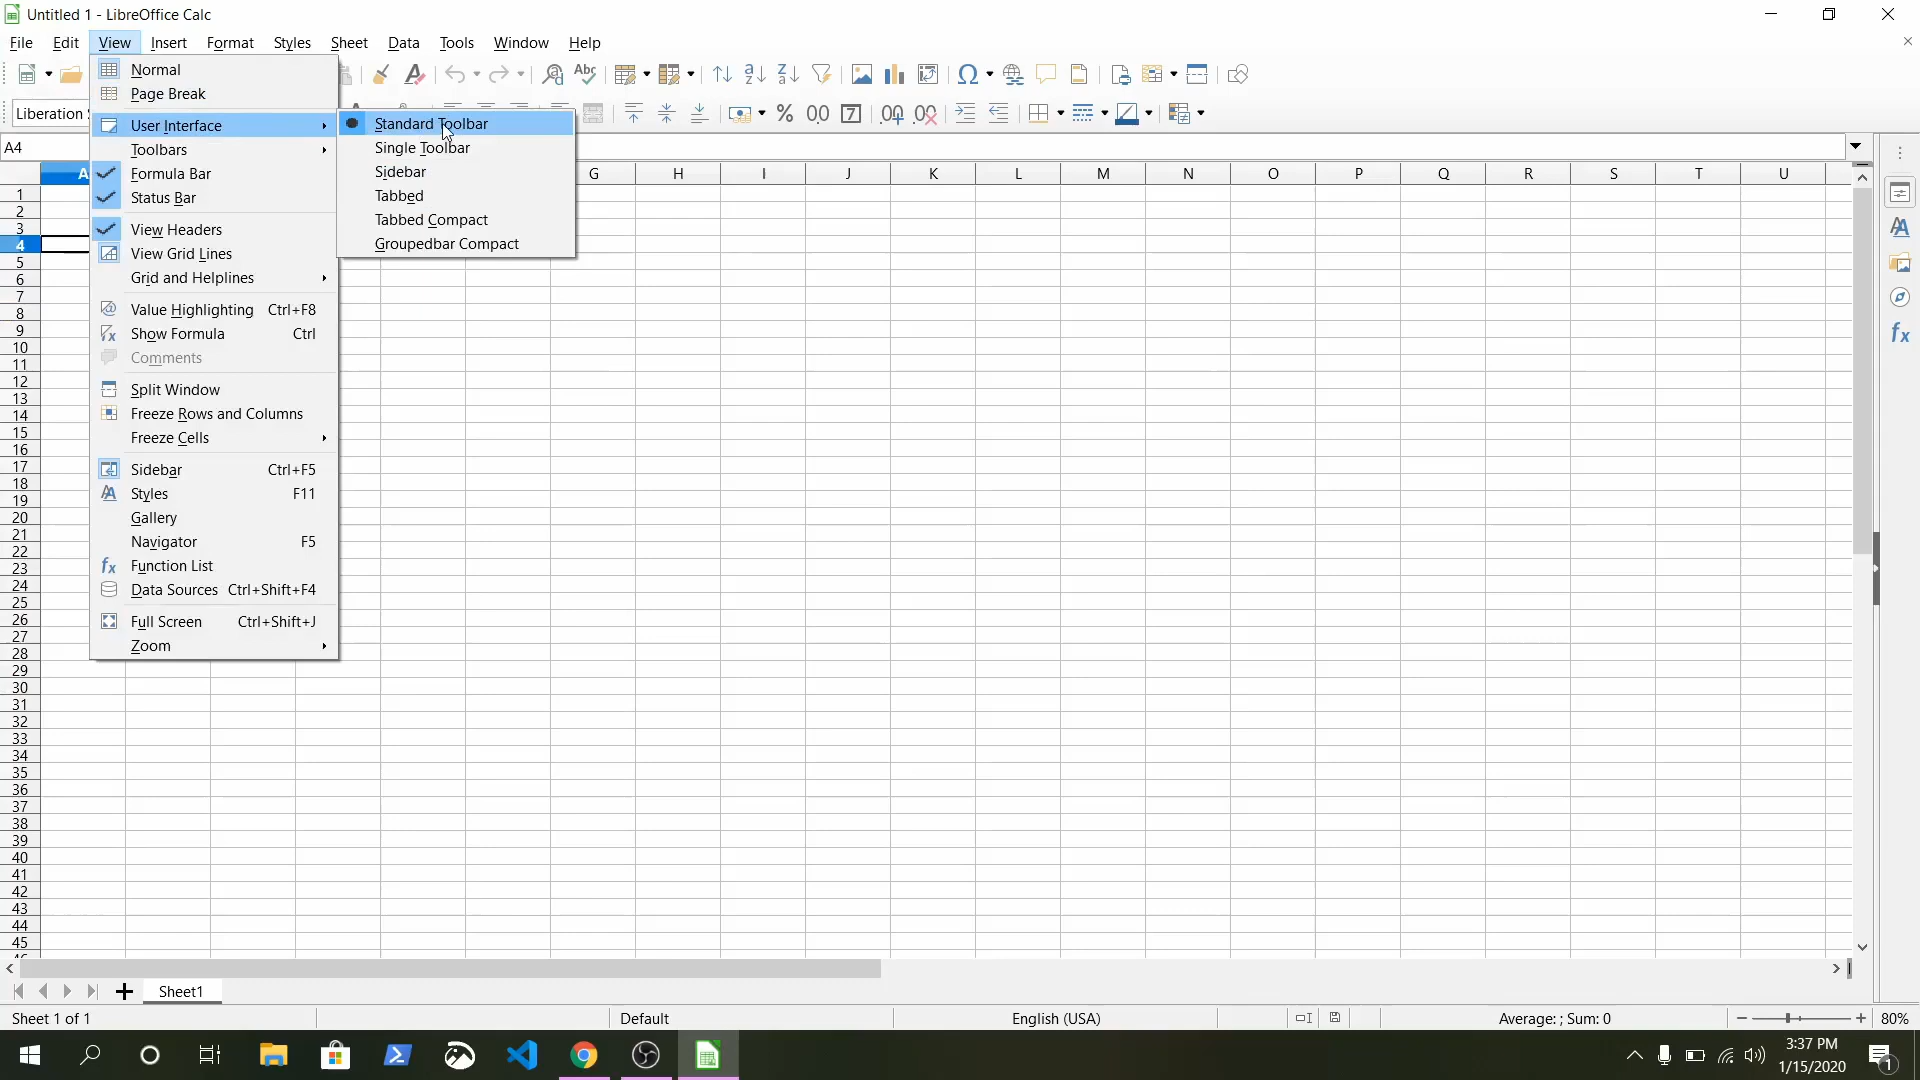 Untitled 1 - LibreOffice Calc
File Edit View Insert Format Styles Sheet Data Tools Window Help
Liberation
A4
Normal
Page Break
User Interface
Toolbars
Formula Bar
Status Bar
View Headers
View Grid Lines
Grid and Helplines
Value Highlighting Ctrl+F8
Show Formula Ctrl
Comments
Split Window
Freeze Rows and Columns
Freeze Cells
Sidebar Ctrl+F5
Styles F11
Gallery
Navigator F5
Function List
Data Sources Ctrl+Shift+F4
Full Screen Ctrl+Shift+J
Zoom
Standard Toolbar
Single Toolbar
Sidebar
Tabbed
Tabbed Compact
Groupedbar Compact
A G H I J K L M N O P Q R S T U
1
2
3
4
5
6
7
8
9
10
11
12
13
14
15
16
17
18
19
20
21
22
23
24
25
26
27
28
29
30
31
32
33
34
35
36
37
38
39
40
41
42
43
44
45
Sheet1
Sheet 1 of 1 Default English (USA) Average: ; Sum: 0 80%
3:37 PM
1/15/2020
1